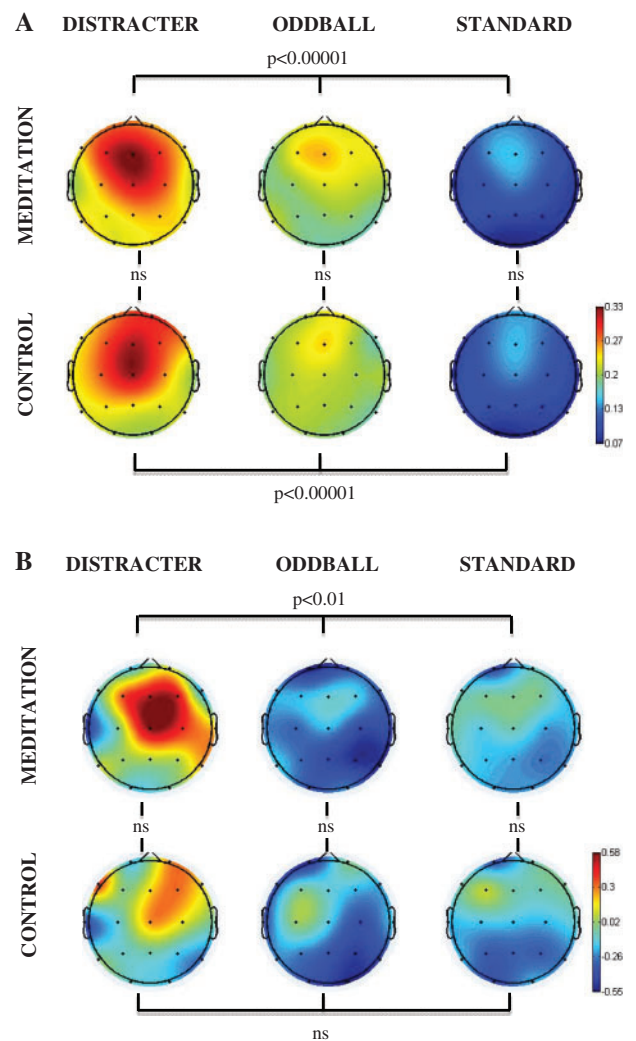 A DISTRACTER ODDBALL STANDARD
p<0.00001
MEDITATION
ns ns ns
CONTROL
0.33
0.27
0.2
0.13
0.07
p<0.00001
B DISTRACTER ODDBALL STANDARD
p<0.01
MEDITATION
ns ns ns
CONTROL
0.58
0.3
0.02
-0.26
-0.55
ns